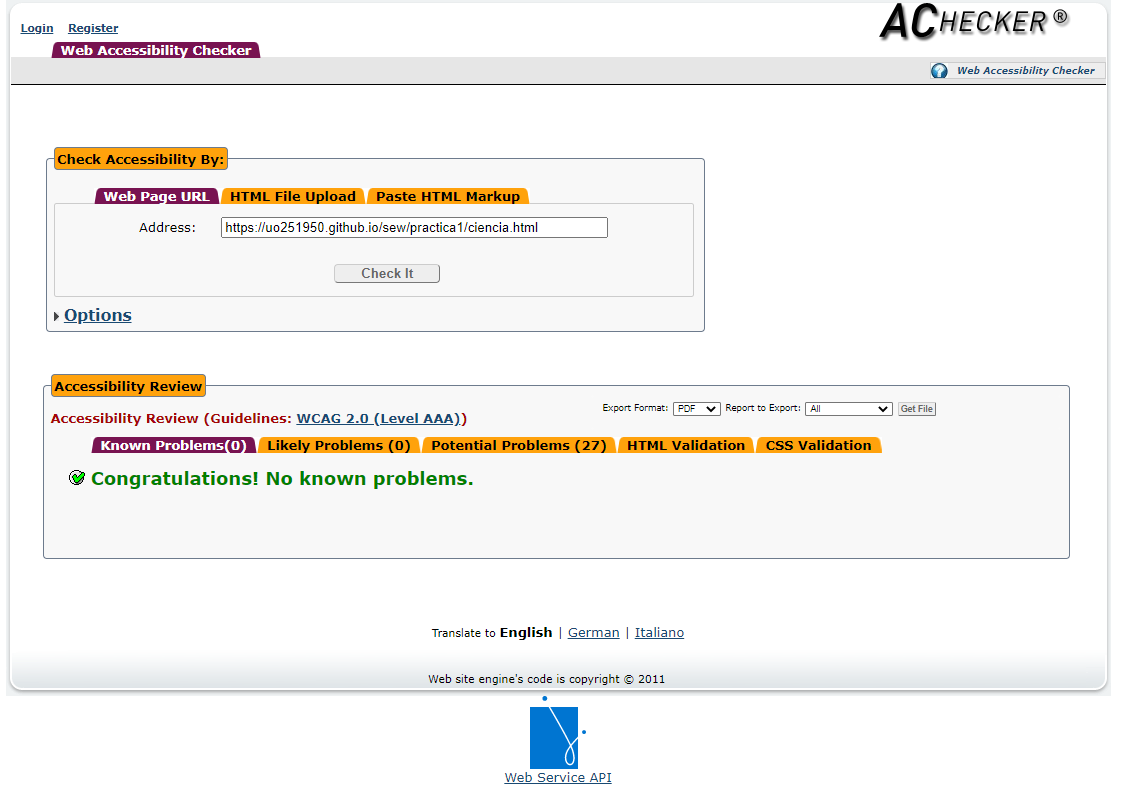 Login Register
ACHECKER ®
Web Accessibility Checker
Web Accessibility Checker
Check Accessibility By:
Web Page URL HTML File Upload Paste HTML Markup
Address: https://uo251950.github.io/sew/practica1/ciencia.html
Check It
Options
Accessibility Review
Export Format: PDF Report to Export: All Get File
Accessibility Review (Guidelines: WCAG 2.0 (Level AAA))
Known Problems(0) Likely Problems (0) Potential Problems (27) HTML Validation CSS Validation
Congratulations! No known problems.
Translate to English | German | Italiano
Web site engine's code is copyright © 2011
Web Service API